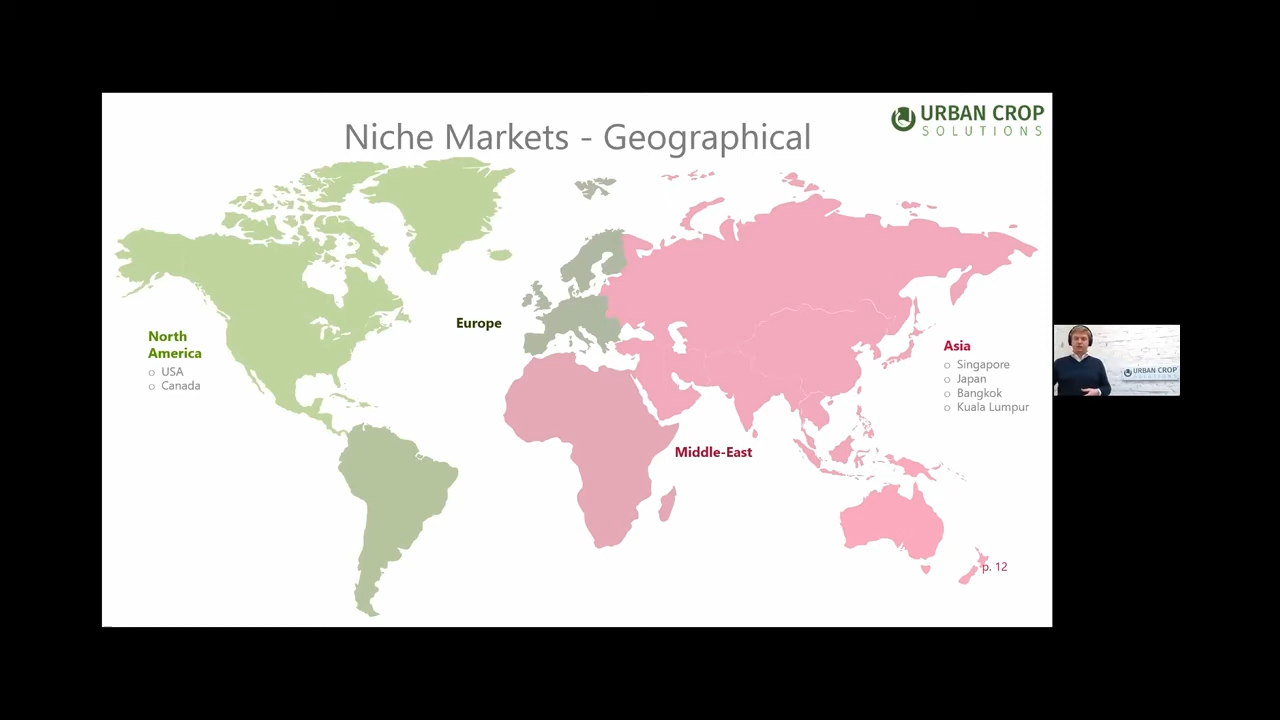 Niche Markets - Geographical
URBAN CROP
SOLUTIONS
North
America
USA
Canada
Europe
Middle-East
Asia
Singapore
Japan
Bangkok
Kuala Lumpur
p. 12
URBAN CROP
SOLUTIONS